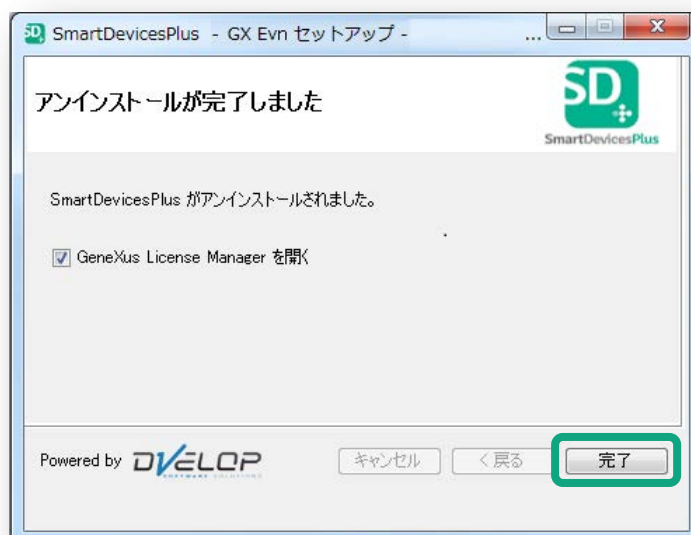 SmartDevicesPlus - GX Evn セットアップ - ...
アンインストールが完了しました
SD
SmartDevicesPlus
SmartDevicesPlus がアンインストールされました。
GeneXus License Manager を開く
Powered by DVELOP
SOFTWARE SOLUTIONS
キャンセル
< 戻る
完了